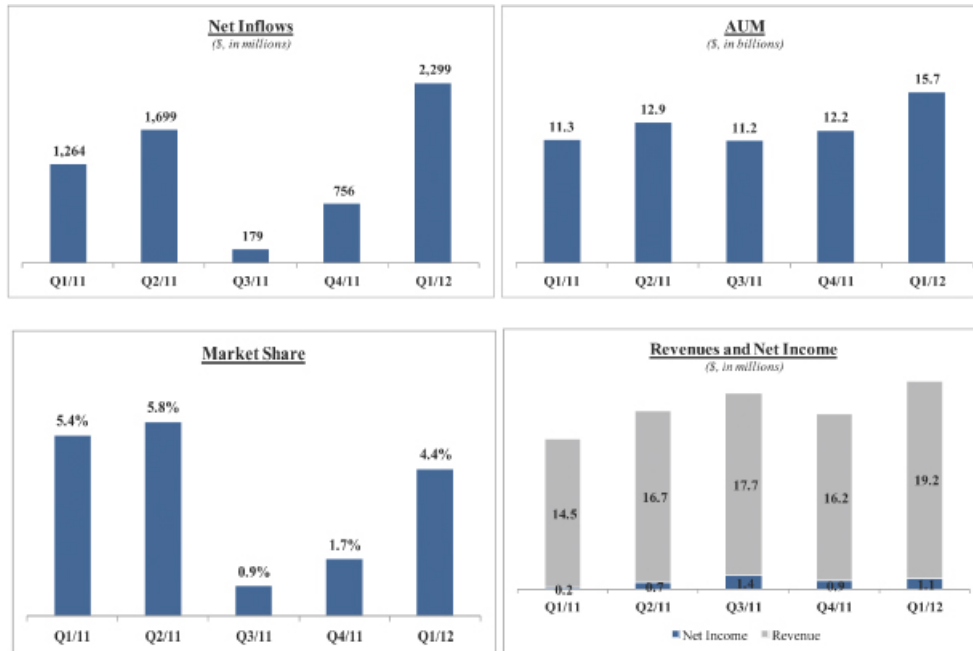 Net Inflows
($, in millions)
2,299
1,699
1,264
756
179
Q1/11 Q2/11 Q3/11 Q4/11 Q1/12
AUM
($, in billions)
15.7
12.9
12.2
11.3
11.2
Q1/11 Q2/11 Q3/11 Q4/11 Q1/12
Market Share
5.8%
5.4%
4.4%
1.7%
0.9%
Q1/11 Q2/11 Q3/11 Q4/11 Q1/12
Revenues and Net Income
($, in millions)
14.5 16.7 17.7 16.2 19.2
0.2 0.7 1.4 0.9 1.1
Q1/11 Q2/11 Q3/11 Q4/11 Q1/12
Net Income Revenue